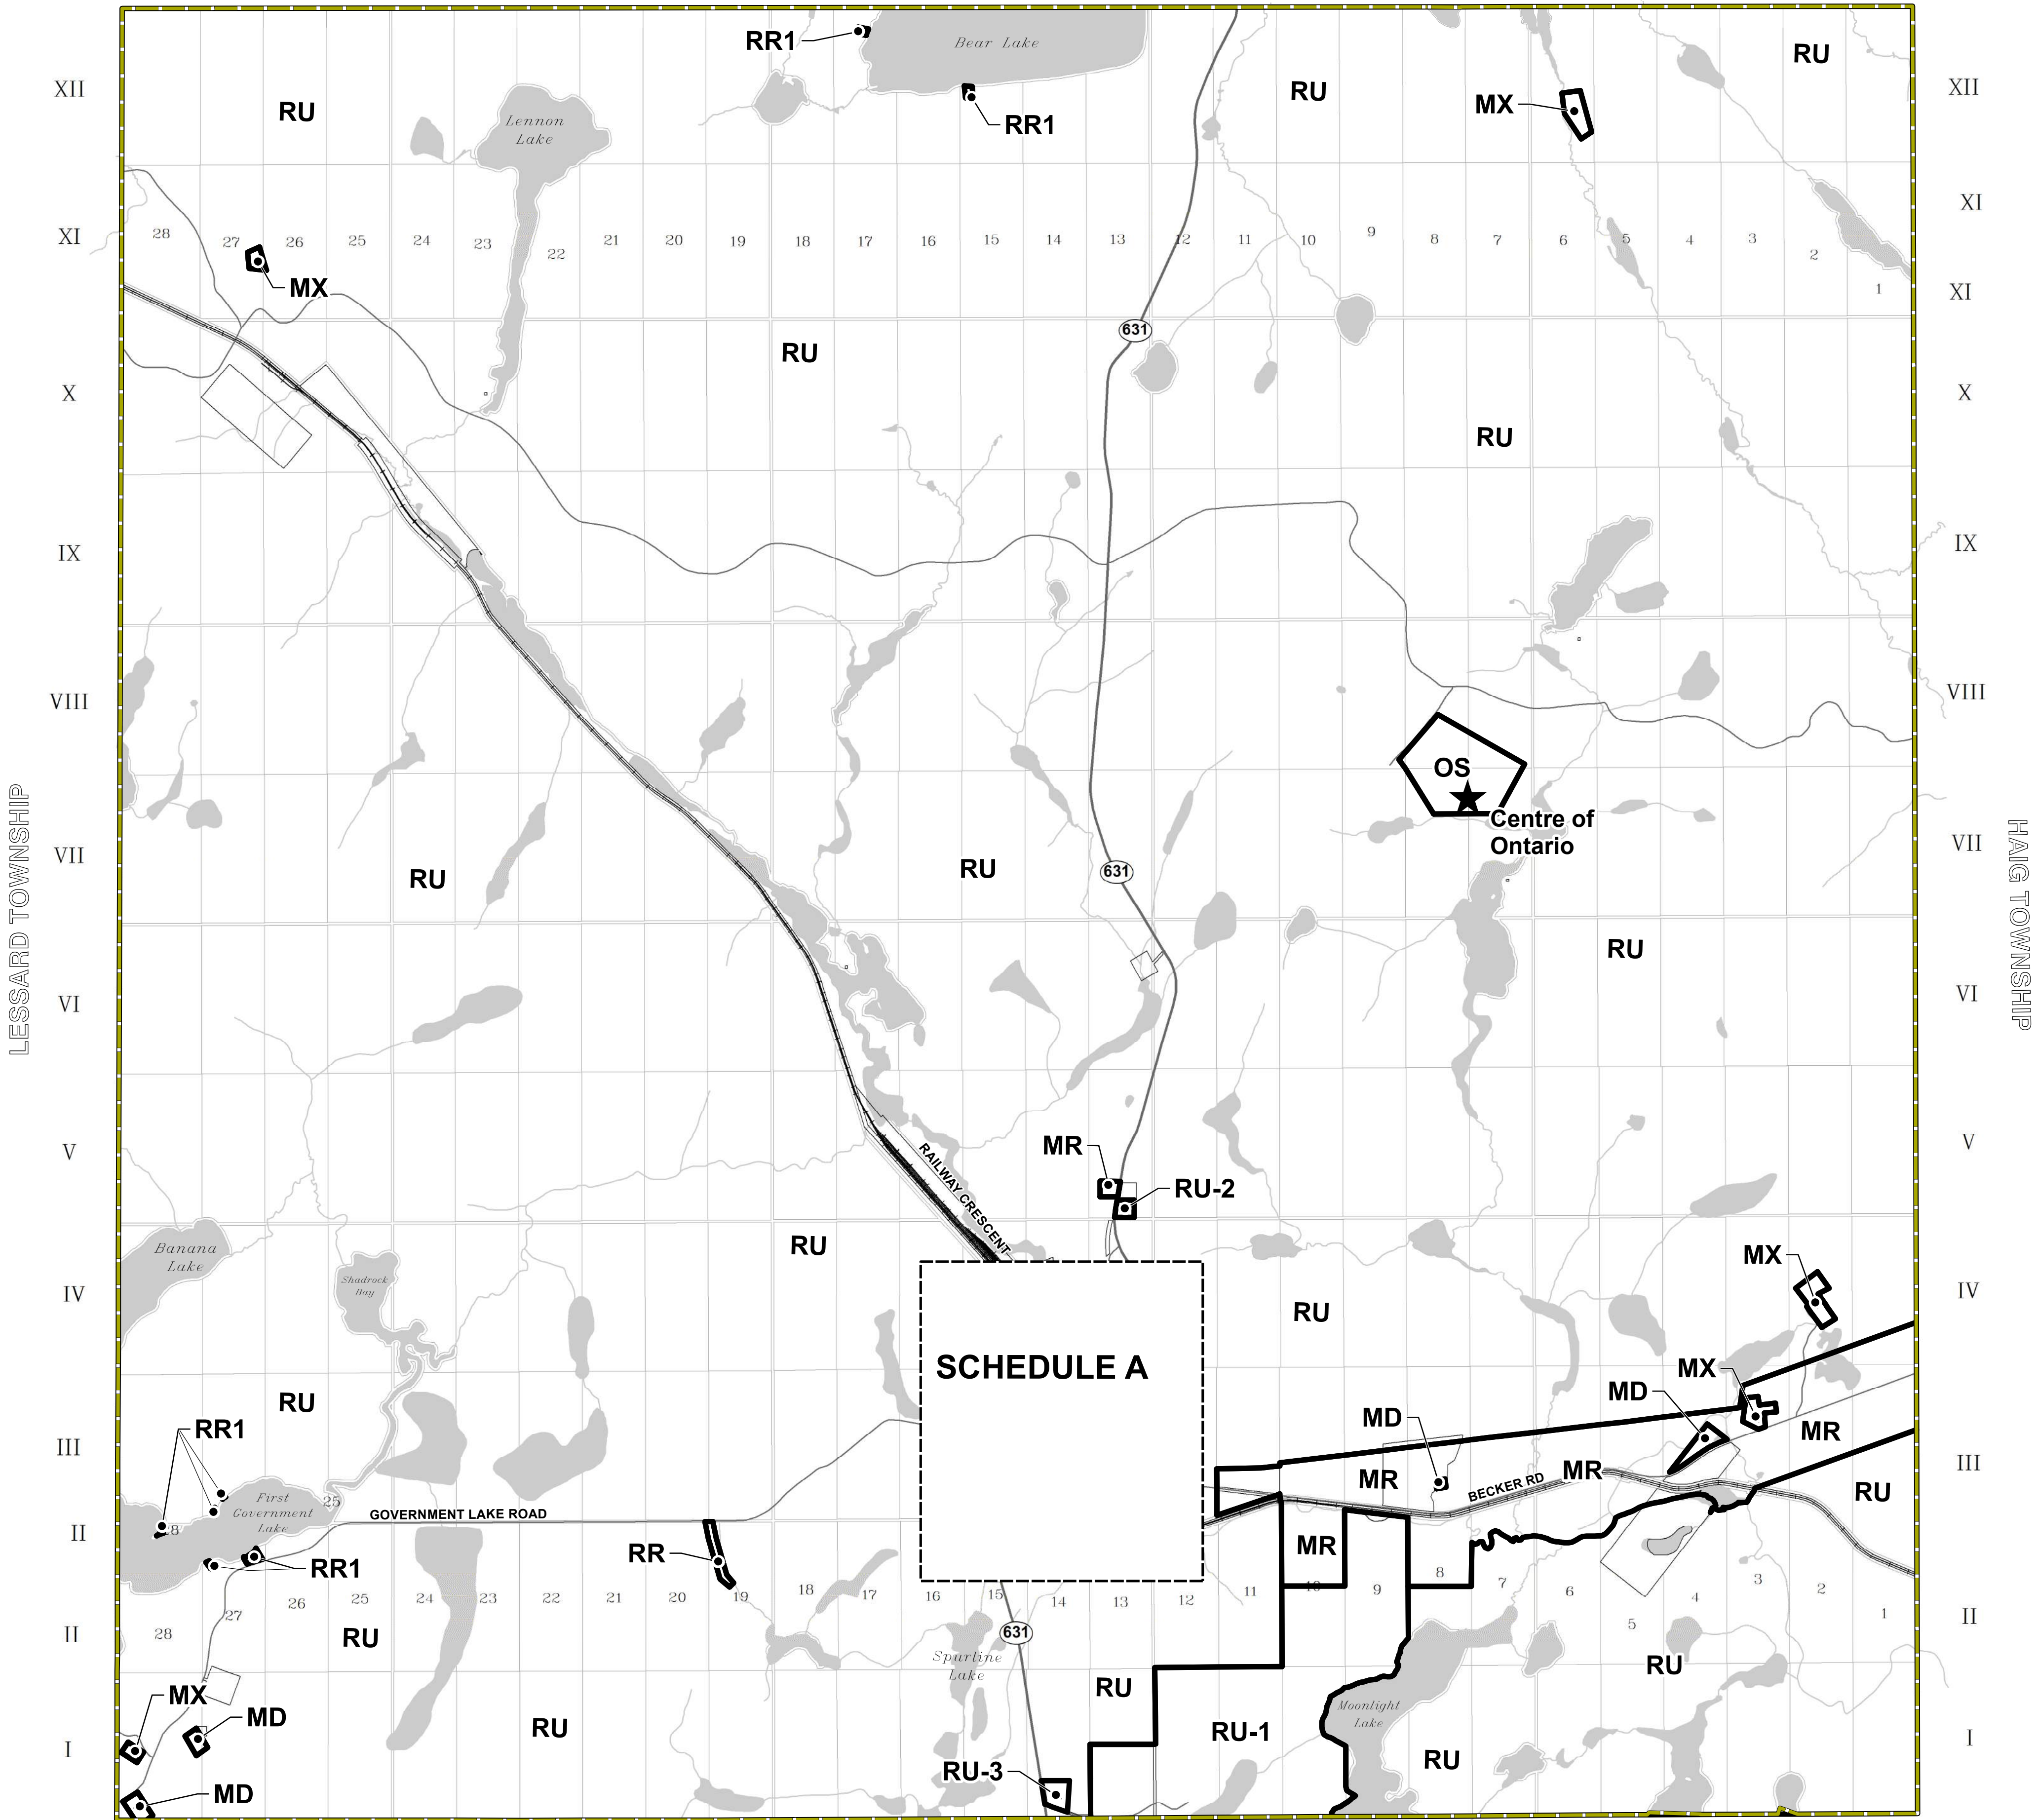 RR1
Bear Lake
RU
XII
RU
MX
XII
RU
Lennon
Lake
RR1
XI
XI
28
27
26
25
24
23
22
21
20
19
18
17
16
15
14
13
12
11
10
9
8
7
6
5
4
3
2
1
XI
MX
631
RU
X
X
RU
IX
IX
VIII
VIII
OS
Centre of
Ontario
LESSARD TOWNSHIP
HAIG TOWNSHIP
VII
VII
RU
RU
631
RU
VI
VI
V
V
MR
RAILWAY CRESCENT
RU-2
Banana
Lake
RU
MX
Shadrock
Bay
IV
IV
RU
SCHEDULE A
MX
MD
RU
MD
RR1
MR
III
III
MR
MR
BECKER RD
RU
First
Government
Lake
25
GOVERNMENT LAKE ROAD
28
II
RR
MR
RR1
28
27
26
25
24
23
22
21
20
19
18
17
16
15
14
13
12
11
10
9
8
7
6
5
4
3
2
1
II
II
RU
631
Spurline
Lake
RU
MX
RU
MD
Moonlight
Lake
RU
RU-1
I
I
RU
RU-3
MD